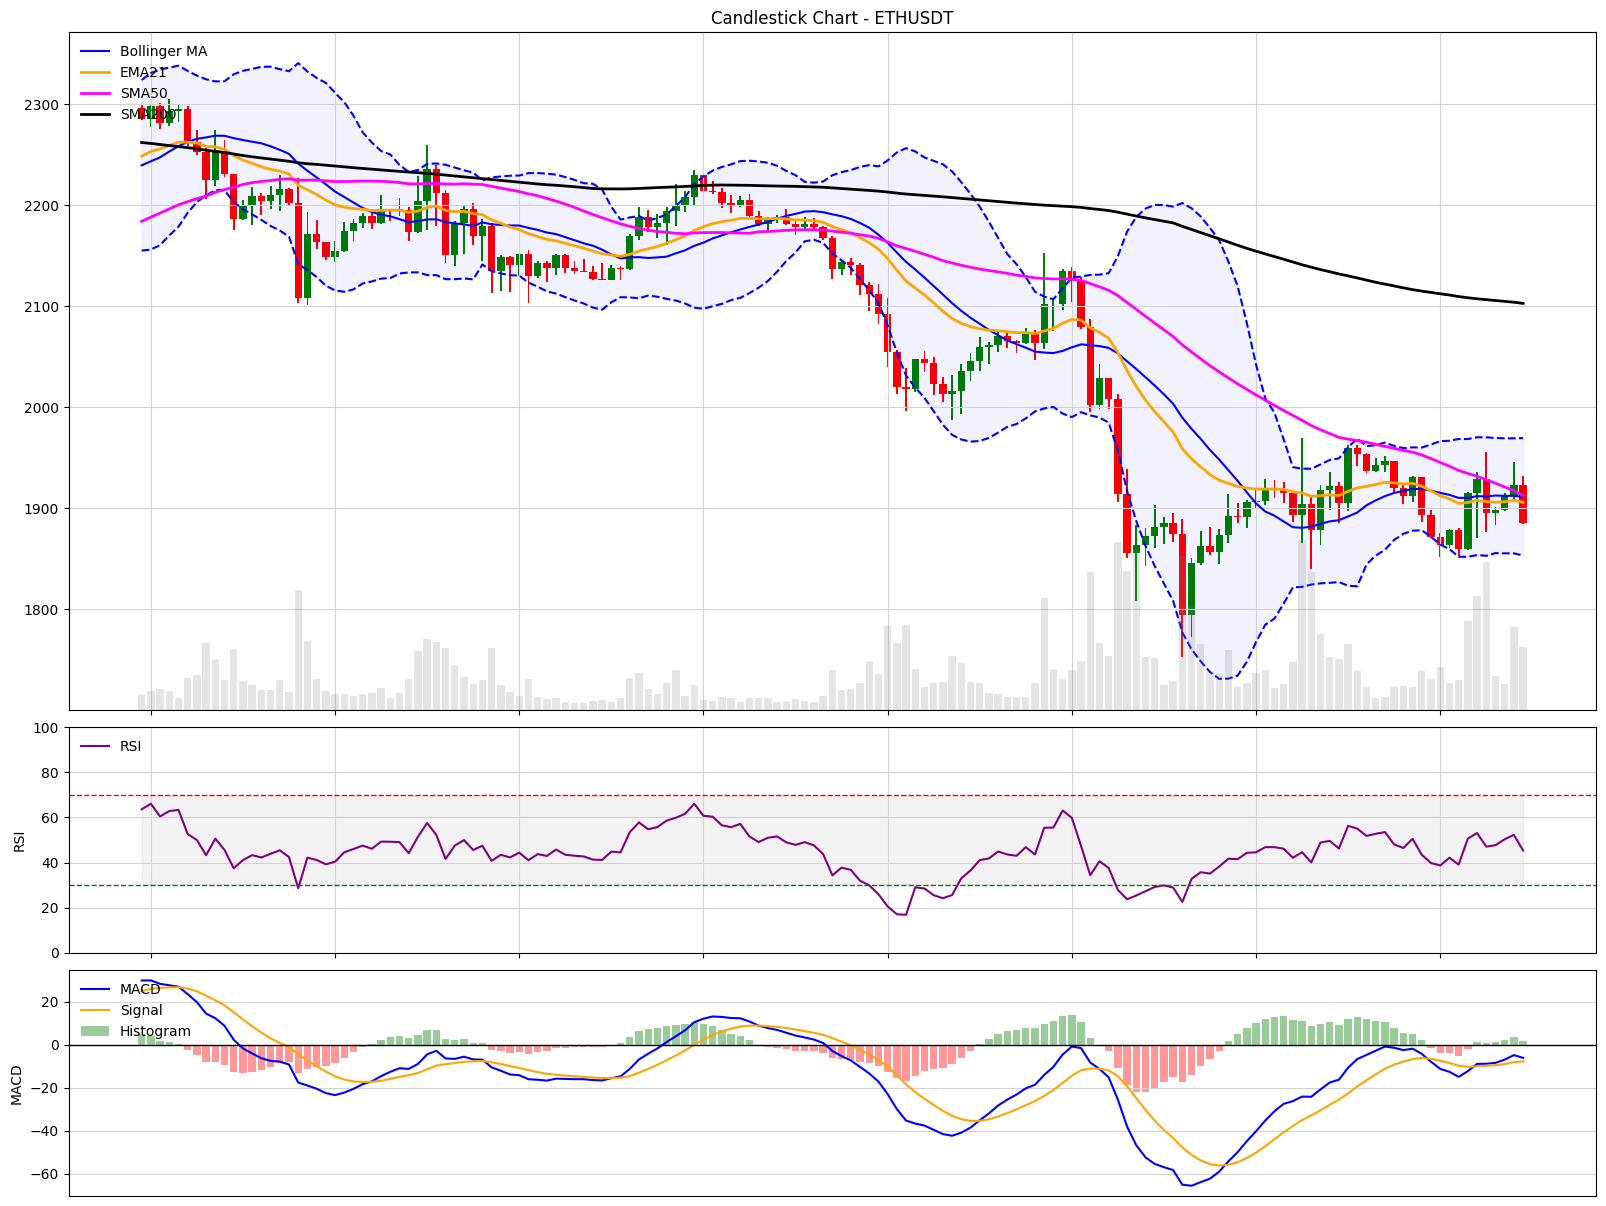 Candlestick Chart - ETHUSDT
Bollinger MA
EMA21
SMA50
SMA200
2300
2200
2100
2000
1900
1800
RSI
100
80
60
40
20
0
RSI
MACD
Signal
Histogram
20
0
−20
−40
−60
MACD